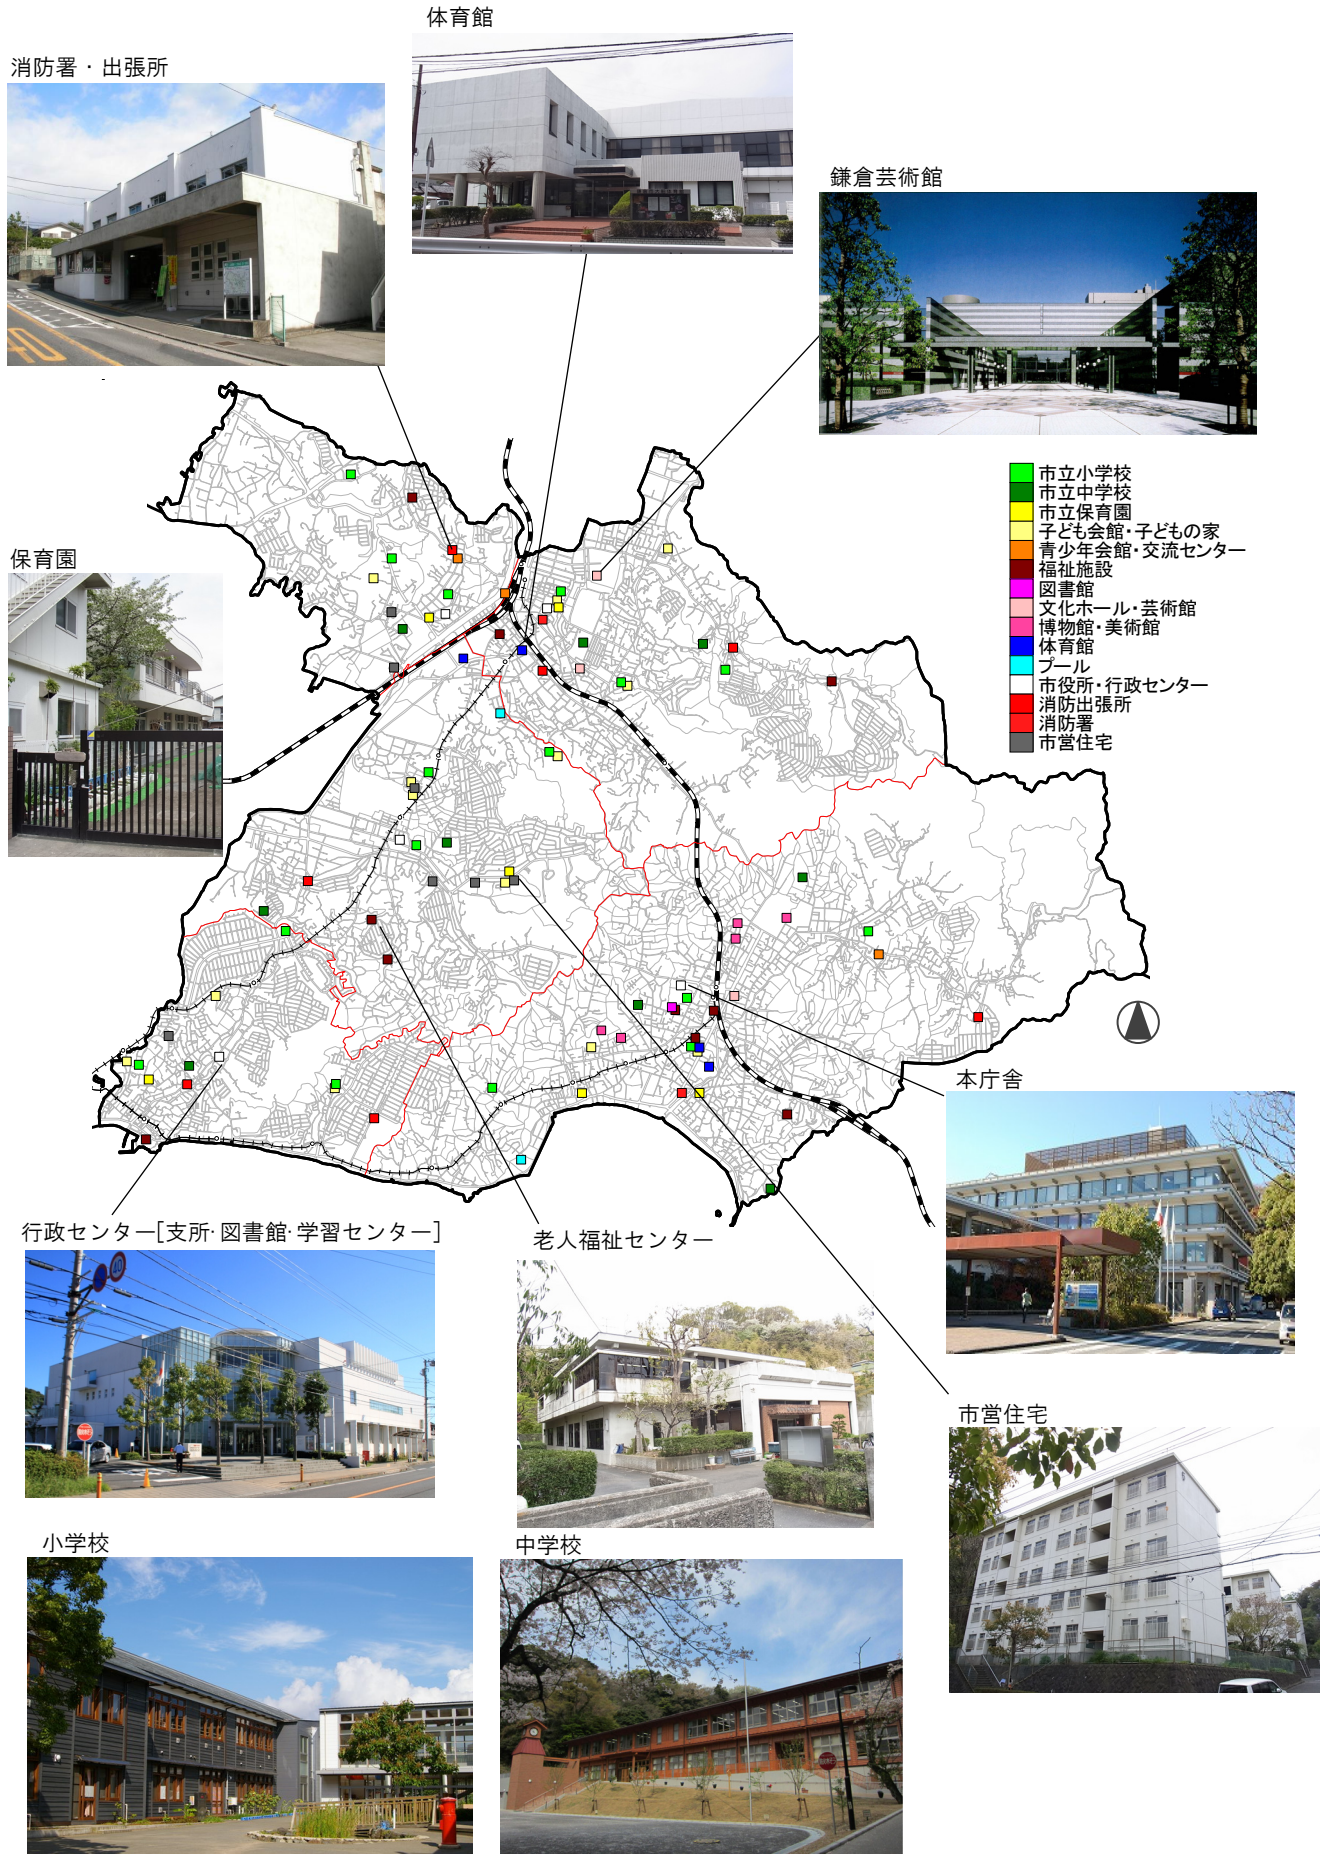 体育館
消防署・出張所
鎌倉芸術館
市立小学校
市立中学校
市立保育園
子ども会館・子どもの家
青少年会館・交流センター
福祉施設
図書館
文化ホール・芸術館
博物館・美術館
体育館
プール
市役所・行政センター
消防出張所
消防署
市営住宅
保育園
本庁舎
行政センター[支所・図書館・学習センター]
老人福祉センター
40
市営住宅
小学校
中学校